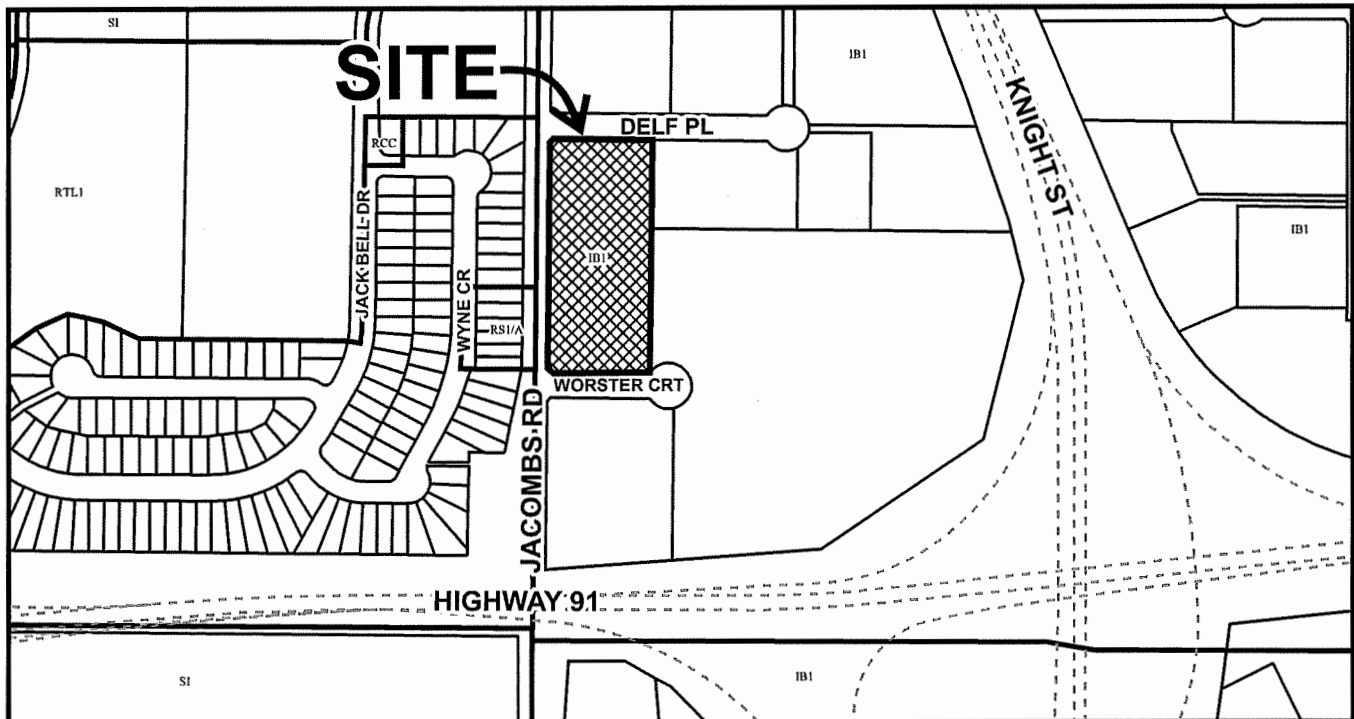 SI
IB1
SITE
KNIGHT ST
DELF PL
RCC
RTL1
JACK BELL DR
IB1
IB1
WYNE CR
RS1/A
WORSTER CRT
JACOMBS RD
HIGHWAY 91
SI
IB1